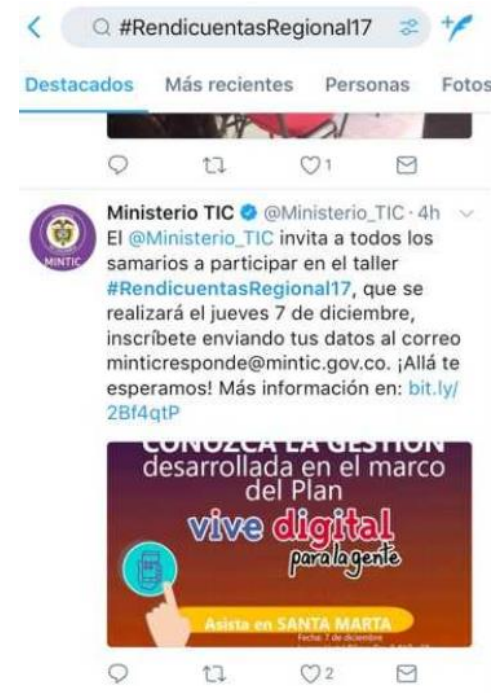 #RendicuentasRegional17
Destacados Más recientes Personas Fotos
1
Ministerio TIC @Ministerio_TIC · 4h
El @Ministerio_TIC invita a todos los
samarios a participar en el taller
#RendicuentasRegional17, que se
realizará el jueves 7 de diciembre,
inscríbete enviando tus datos al correo
minticresponde@mintic.gov.co. ¡Allá te
esperamos! Más información en: bit.ly/
2Bf4qtP
MINTIC
CONOZCA LA GESTIÓN
desarrollada en el marco
del Plan
vive digital
para la gente
Asista en SANTA MARTA
Fecha: 7 de diciembre
2